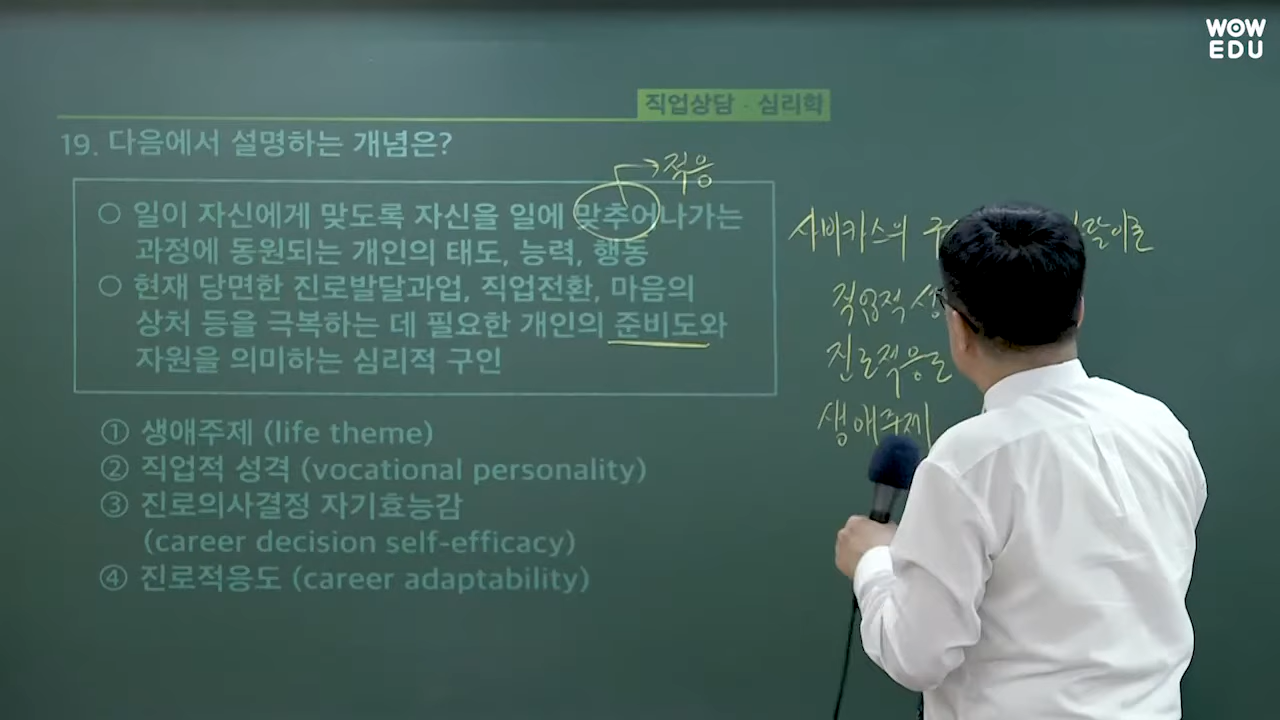 WOW
EDU
직업상담 · 심리학
19. 다음에서 설명하는 개념은?
→적응
○ 일이 자신에게 맞도록 자신을 일에 맞추어나가는
과정에 동원되는 개인의 태도, 능력, 행동
○ 현재 당면한 진로발달과업, 직업전환, 마음의
상처 등을 극복하는 데 필요한 개인의 준비도와
자원을 의미하는 심리적 구인
① 생애주제 (life theme)
② 직업적 성격 (vocational personality)
③ 진로의사결정 자기효능감
(career decision self-efficacy)
④ 진로적응도 (career adaptability)
사비카스의
직업적 성
진로적응도
생애주제